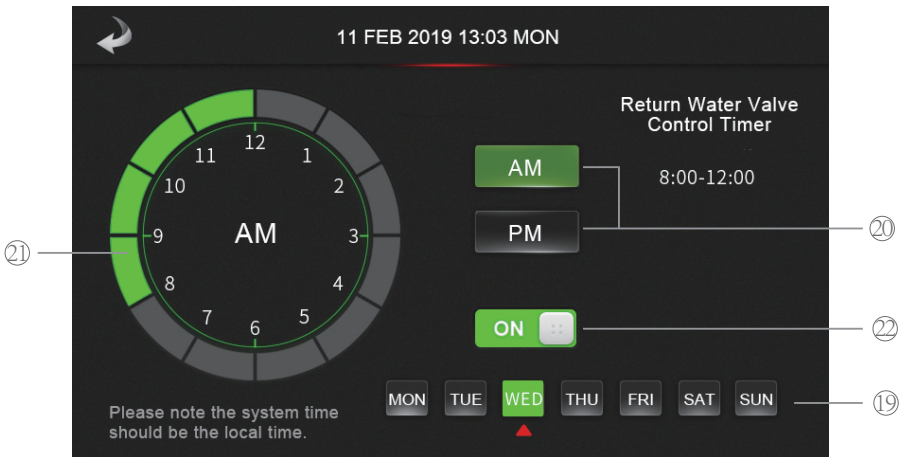 11 FEB 2019 13:03 MON
Return Water Valve
Control Timer
8:00-12:00
12
1
2
3
4
5
6
7
8
9
10
11
AM
AM
PM
ON
⑳
㉑
㉒
MON TUE WED THU FRI SAT SUN
⑲
Please note the system time
should be the local time.